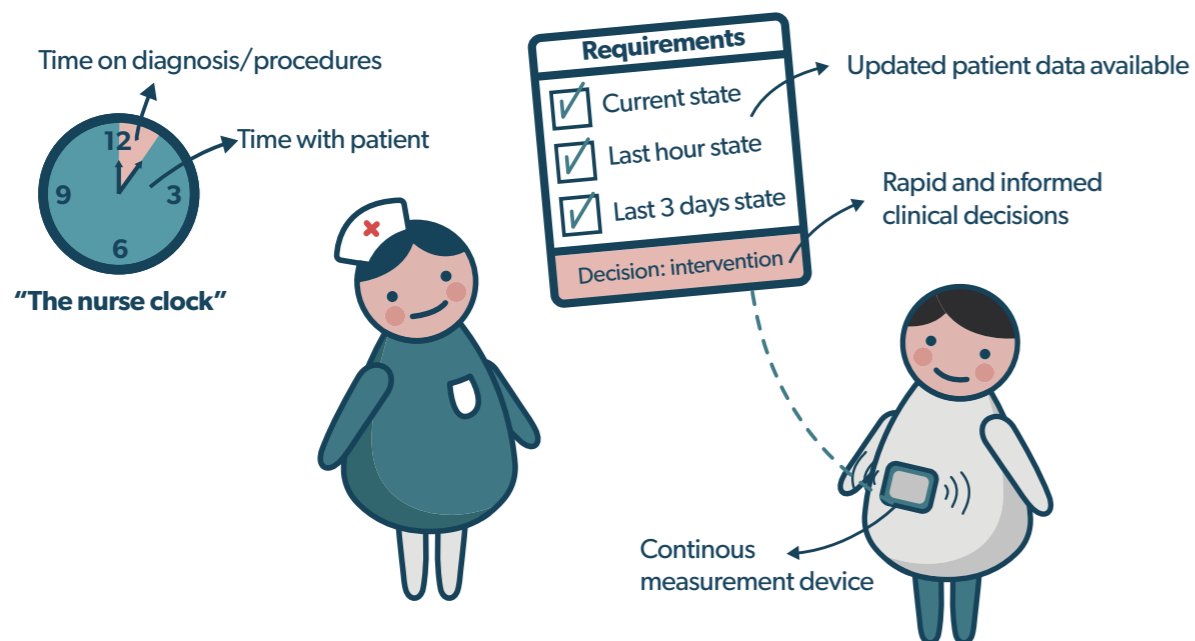 Time on diagnosis/procedures
12
Time with patient
9
3
6
"The nurse clock"
Requirements
Current state
Last hour state
Last 3 days state
Decision: intervention
Updated patient data available
Rapid and informed
clinical decisions
Continous
measurement device